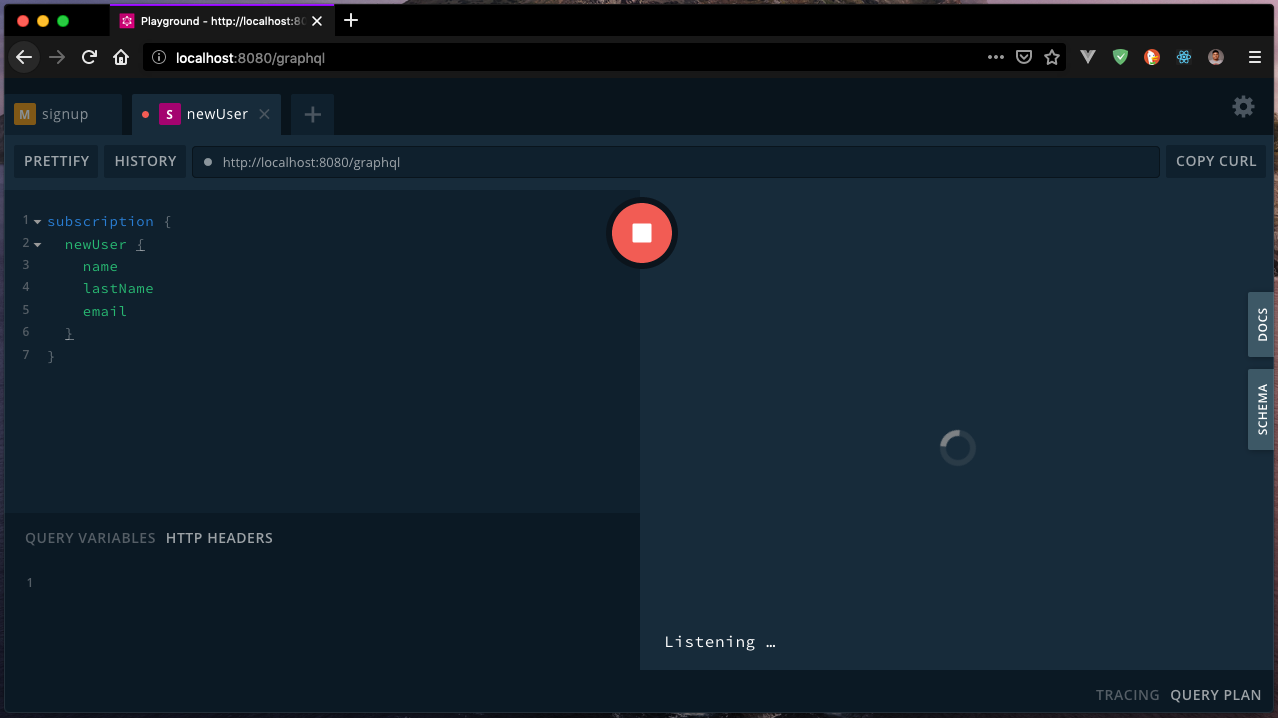 Playground - http://localhost:80
localhost:8080/graphql
M signup
S newUser
PRETTIFY
HISTORY
http://localhost:8080/graphql
COPY CURL
1 subscription {
2 newUser {
3 name
4 lastName
5 email
6 }
7 }
DOCS
SCHEMA
QUERY VARIABLES
HTTP HEADERS
1
Listening …
TRACING
QUERY PLAN